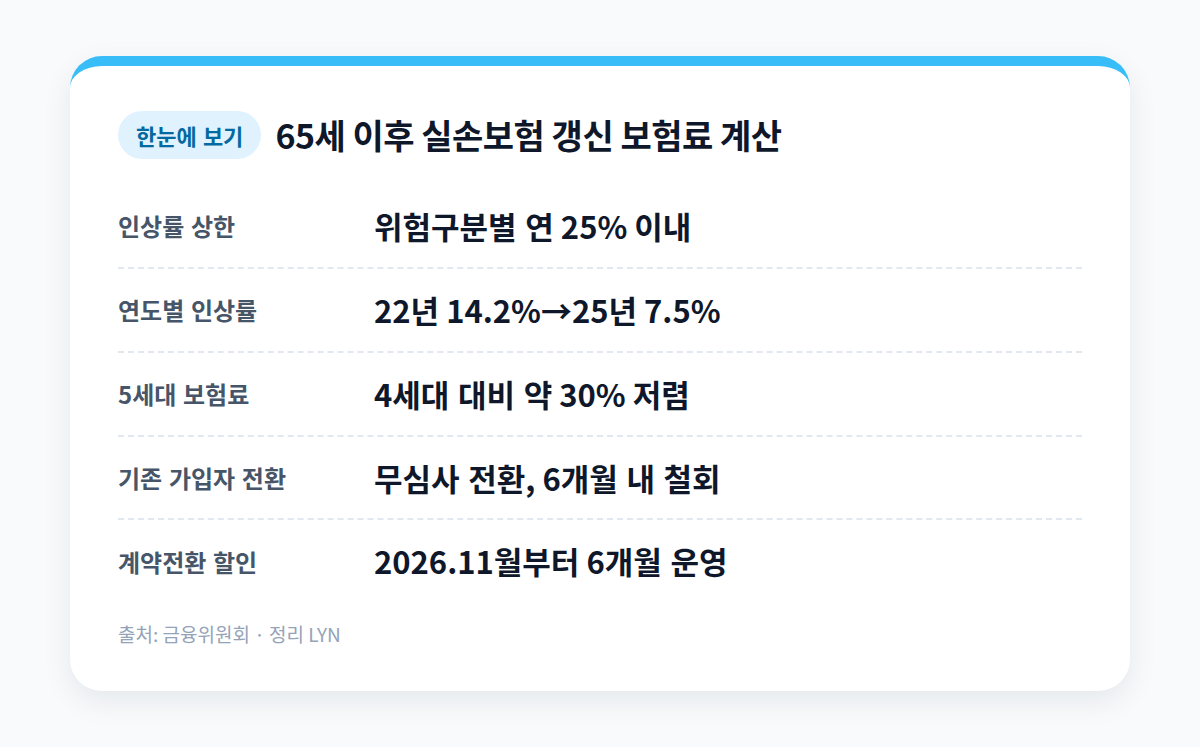 한눈에 보기 65세 이후 실손보험 갱신 보험료 계산
인상률 상한 위험구분별 연 25% 이내
연도별 인상률 22년 14.2%→25년 7.5%
5세대 보험료 4세대 대비 약 30% 저렴
기존 가입자 전환 무심사 전환, 6개월 내 철회
계약전환 할인 2026.11월부터 6개월 운영
출처: 금융위원회 · 정리 LYN